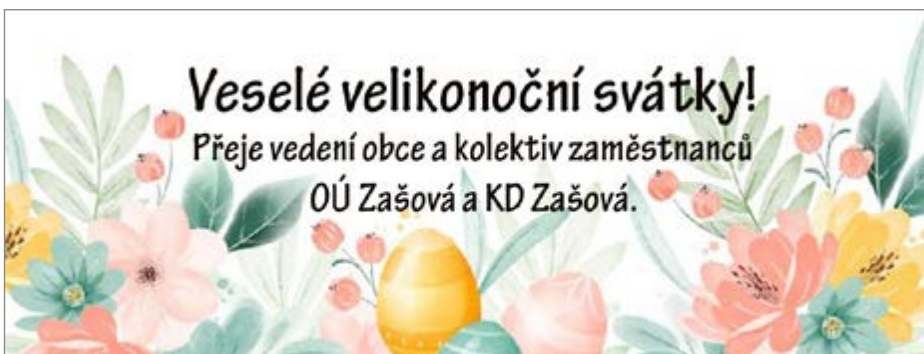 Veselé velikonoční svátky!
Přeje vedení obce a kolektiv zaměstnanců
OÚ Zašová a KD Zašová.